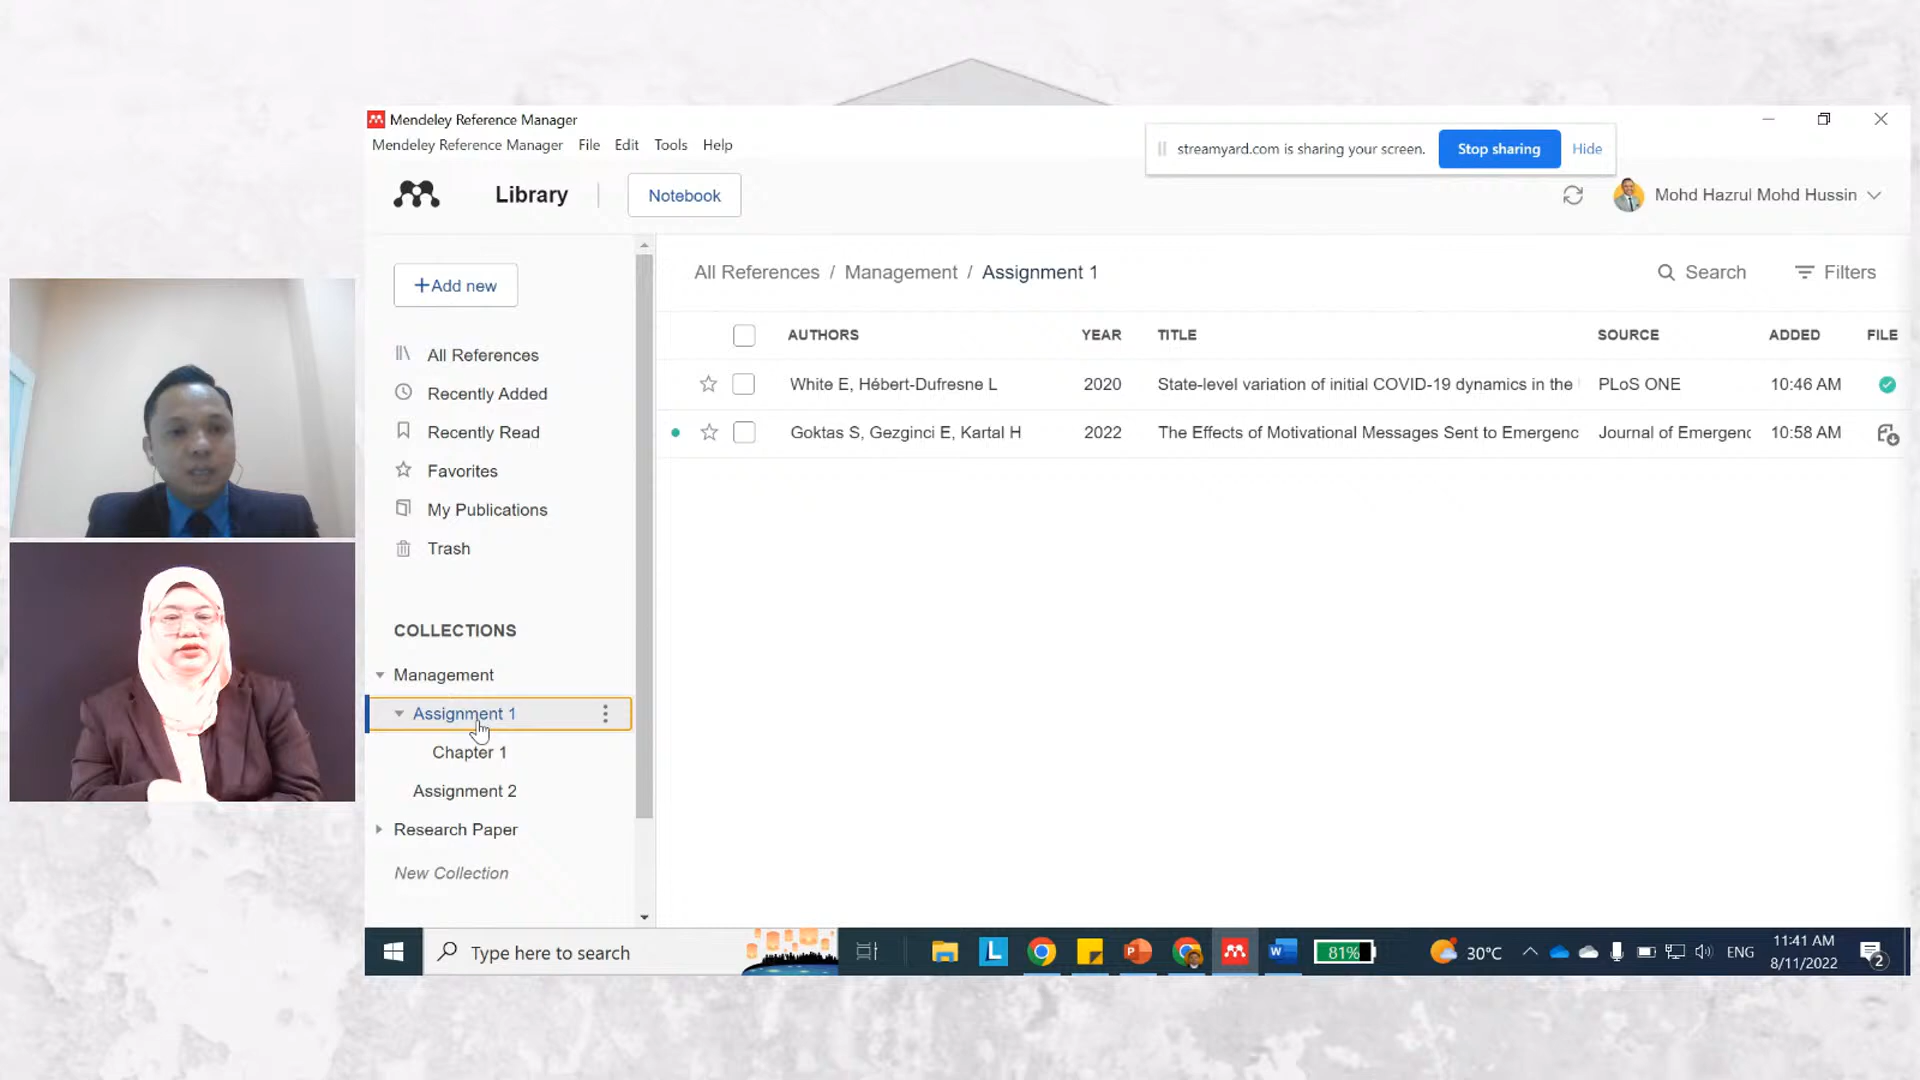 Mendeley Reference Manager
Mendeley Reference Manager File Edit Tools Help
streamyard.com is sharing your screen. Stop sharing Hide
Library Notebook
Mohd Hazrul Mohd Hussin
+Add new
All References
Recently Added
Recently Read
Favorites
My Publications
Trash
COLLECTIONS
Management
Assignment 1
Chapter 1
Assignment 2
Research Paper
New Collection
All References / Management / Assignment 1
Search Filters
AUTHORS YEAR TITLE SOURCE ADDED FILE
White E, Hébert-Dufresne L 2020 State-level variation of initial COVID-19 dynamics in the PLoS ONE 10:46 AM
Goktas S, Gezginci E, Kartal H 2022 The Effects of Motivational Messages Sent to Emergenc Journal of Emergenc 10:58 AM
Type here to search
L
P
W
81%
30°C
ENG
11:41 AM
8/11/2022
2